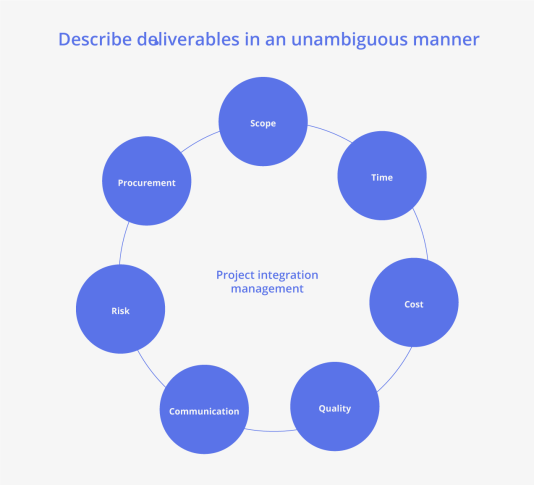 Describe deliverables in an unambiguous manner
Scope
Time
Procurement
Project integration
management
Cost
Risk
Quality
Communication